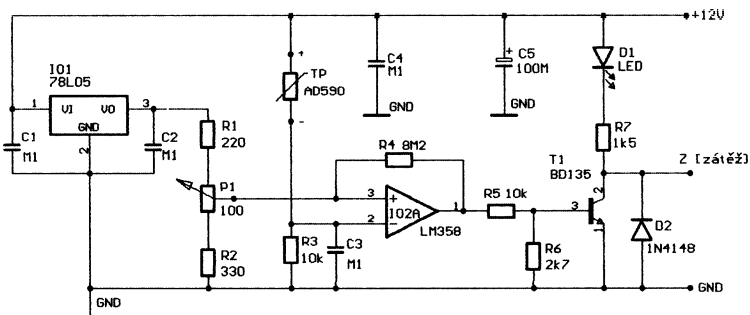 +12V
IO1
78L05
1
VI
VO
3
GND
2
C1
M1
C2
M1
R1
220
P1
100
R2
330
GND
+
TP
AD590
-
R3
10k
C3
M1
C4
M1
GND
+
C5
100M
GND
R4 8M2
3
+
2
-
IO2A
1
LM358
R5 10k
R6
2k7
D1
LED
R7
1k5
T1
BD135
2
3
1
Z [zátěž]
D2
1N4148
GND